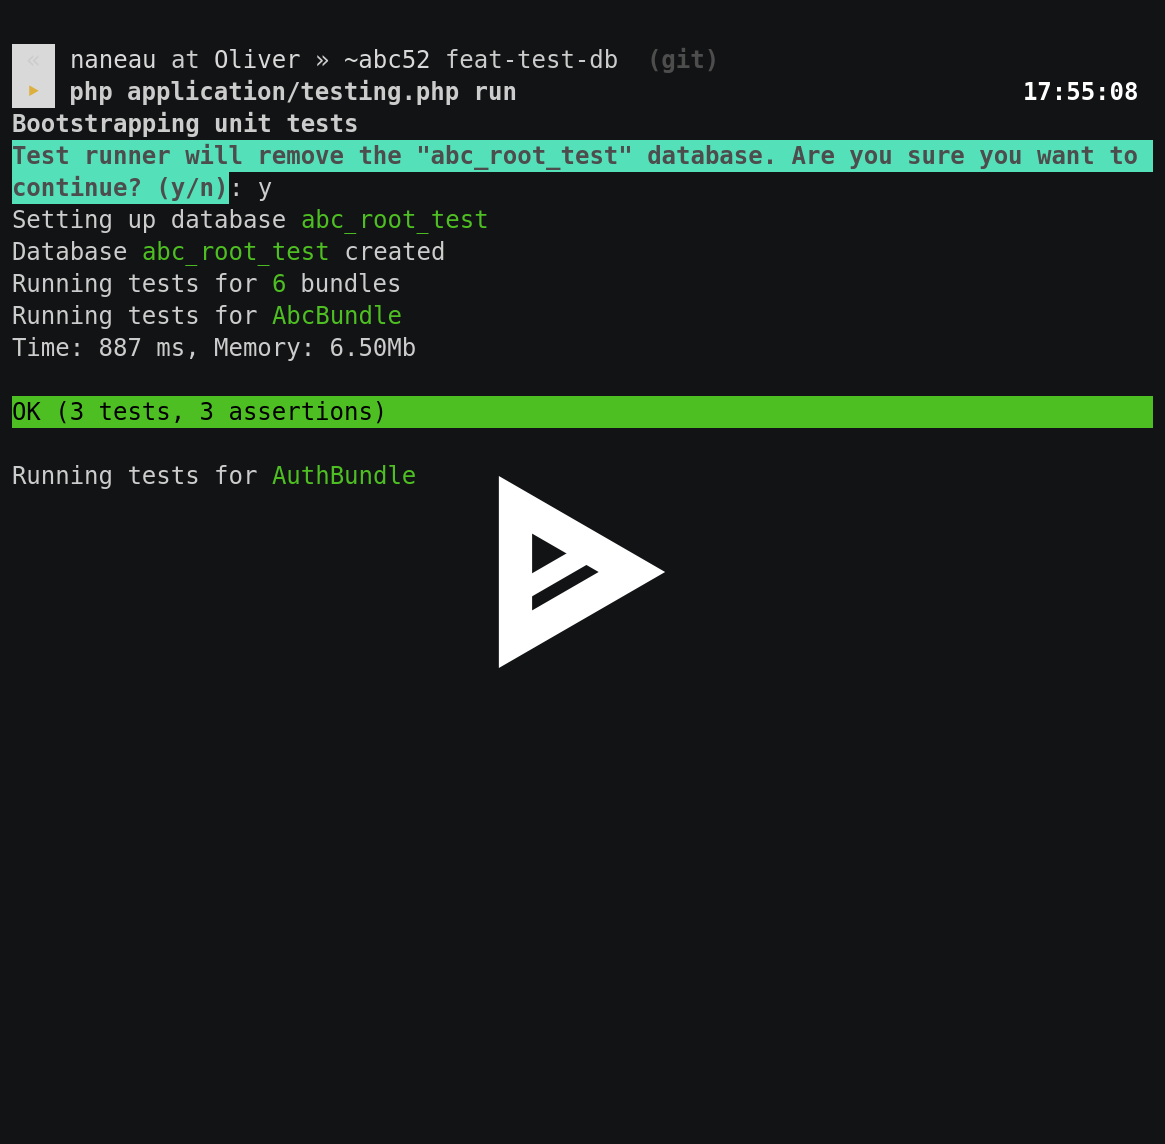 « naneau at Oliver » ~abc52 feat-test-db (git)
▶ php application/testing.php run 17:55:08
Bootstrapping unit tests
Test runner will remove the "abc_root_test" database. Are you sure you want to
continue? (y/n): y
Setting up database abc_root_test
Database abc_root_test created
Running tests for 6 bundles
Running tests for AbcBundle
Time: 887 ms, Memory: 6.50Mb
OK (3 tests, 3 assertions)
Running tests for AuthBundle